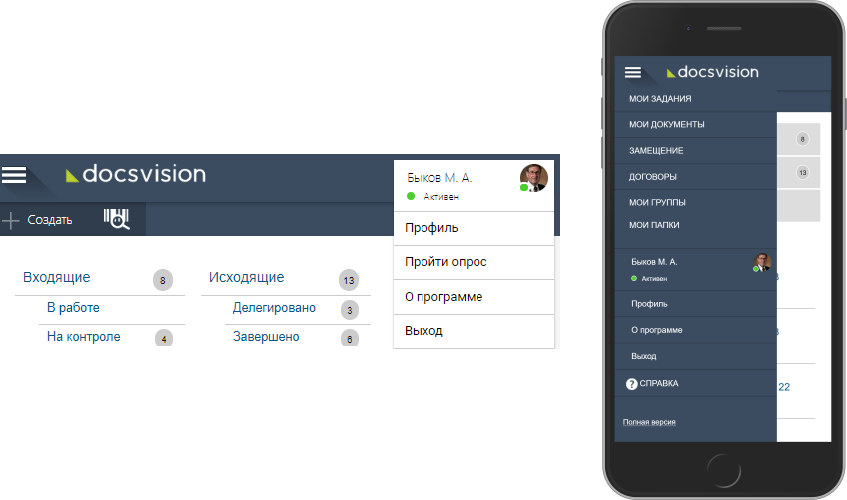 docsvision
Быков М. А.
Активен
Создать
Профиль
Пройти опрос
О программе
Выход
Входящие 8
В работе
На контроле 4
Исходящие 13
Делегировано 3
Завершено 6
docsvision
МОИ ЗАДАНИЯ
МОИ ДОКУМЕНТЫ
ЗАМЕЩЕНИЕ
ДОГОВОРЫ
МОИ ГРУППЫ
МОИ ПАПКИ
Быков М. А.
Активен
Профиль
О программе
Выход
? СПРАВКА
Полная версия
8
13
3
3
22